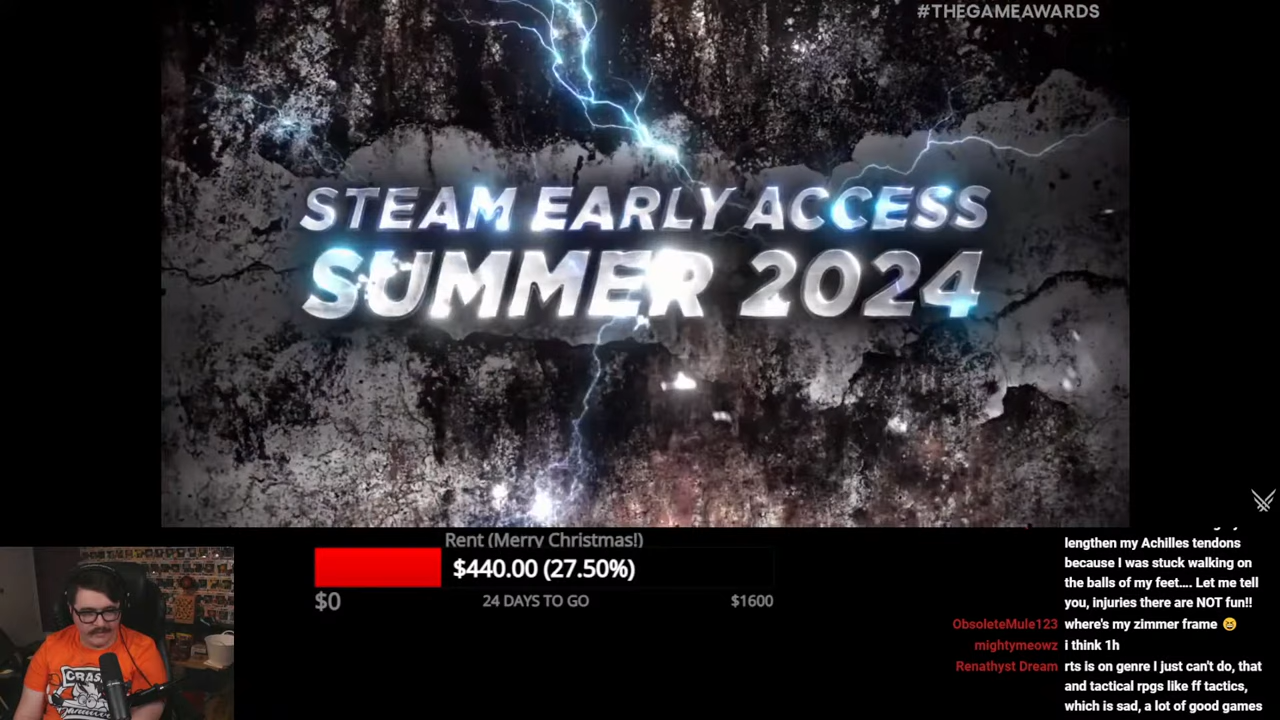 #THEGAMEAWARDS
STEAM EARLY ACCESS
SUMMER 2024
Rent (Merry Christmas!)
$440.00 (27.50%)
$0
24 DAYS TO GO
$1600
CRASH
lengthen my Achilles tendons
because I was stuck walking on
the balls of my feet.... Let me tell
you, injuries there are NOT fun!!
ObsoleteMule123 where's my zimmer frame 😆
mightymeowz i think 1h
Renathyst Dream rts is on genre I just can't do, that
and tactical rpgs like ff tactics,
which is sad, a lot of good games